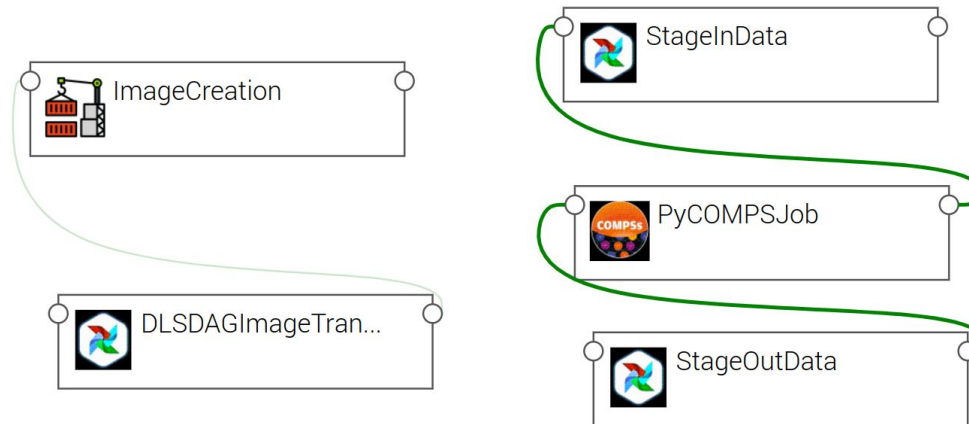 ImageCreation
DLSDAGImageTran...
StageInData
COMPSs
PyCOMPSJob
StageOutData